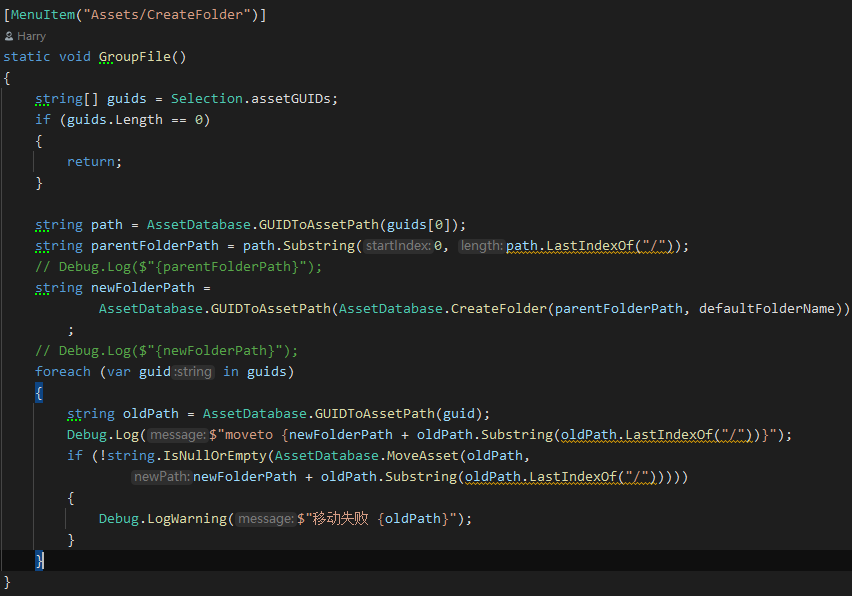 [MenuItem("Assets/CreateFolder")]
Harry
static void GroupFile()
{
string[] guids = Selection.assetGUIDs;
if (guids.Length == 0)
{
return;
}
string path = AssetDatabase.GUIDToAssetPath(guids[0]);
string parentFolderPath = path.Substring( startIndex: 0, length: path.LastIndexOf("/"));
// Debug.Log($"{parentFolderPath}");
string newFolderPath =
AssetDatabase.GUIDToAssetPath(AssetDatabase.CreateFolder(parentFolderPath, defaultFolderName))
;
// Debug.Log($"{newFolderPath}");
foreach (var guid :string in guids)
{
string oldPath = AssetDatabase.GUIDToAssetPath(guid);
Debug.Log( message: $"moveto {newFolderPath + oldPath.Substring(oldPath.LastIndexOf("/"))}");
if (!string.IsNullOrEmpty(AssetDatabase.MoveAsset(oldPath,
newPath: newFolderPath + oldPath.Substring(oldPath.LastIndexOf("/")))))
{
Debug.LogWarning( message: $"移动失败 {oldPath}");
}
}
}